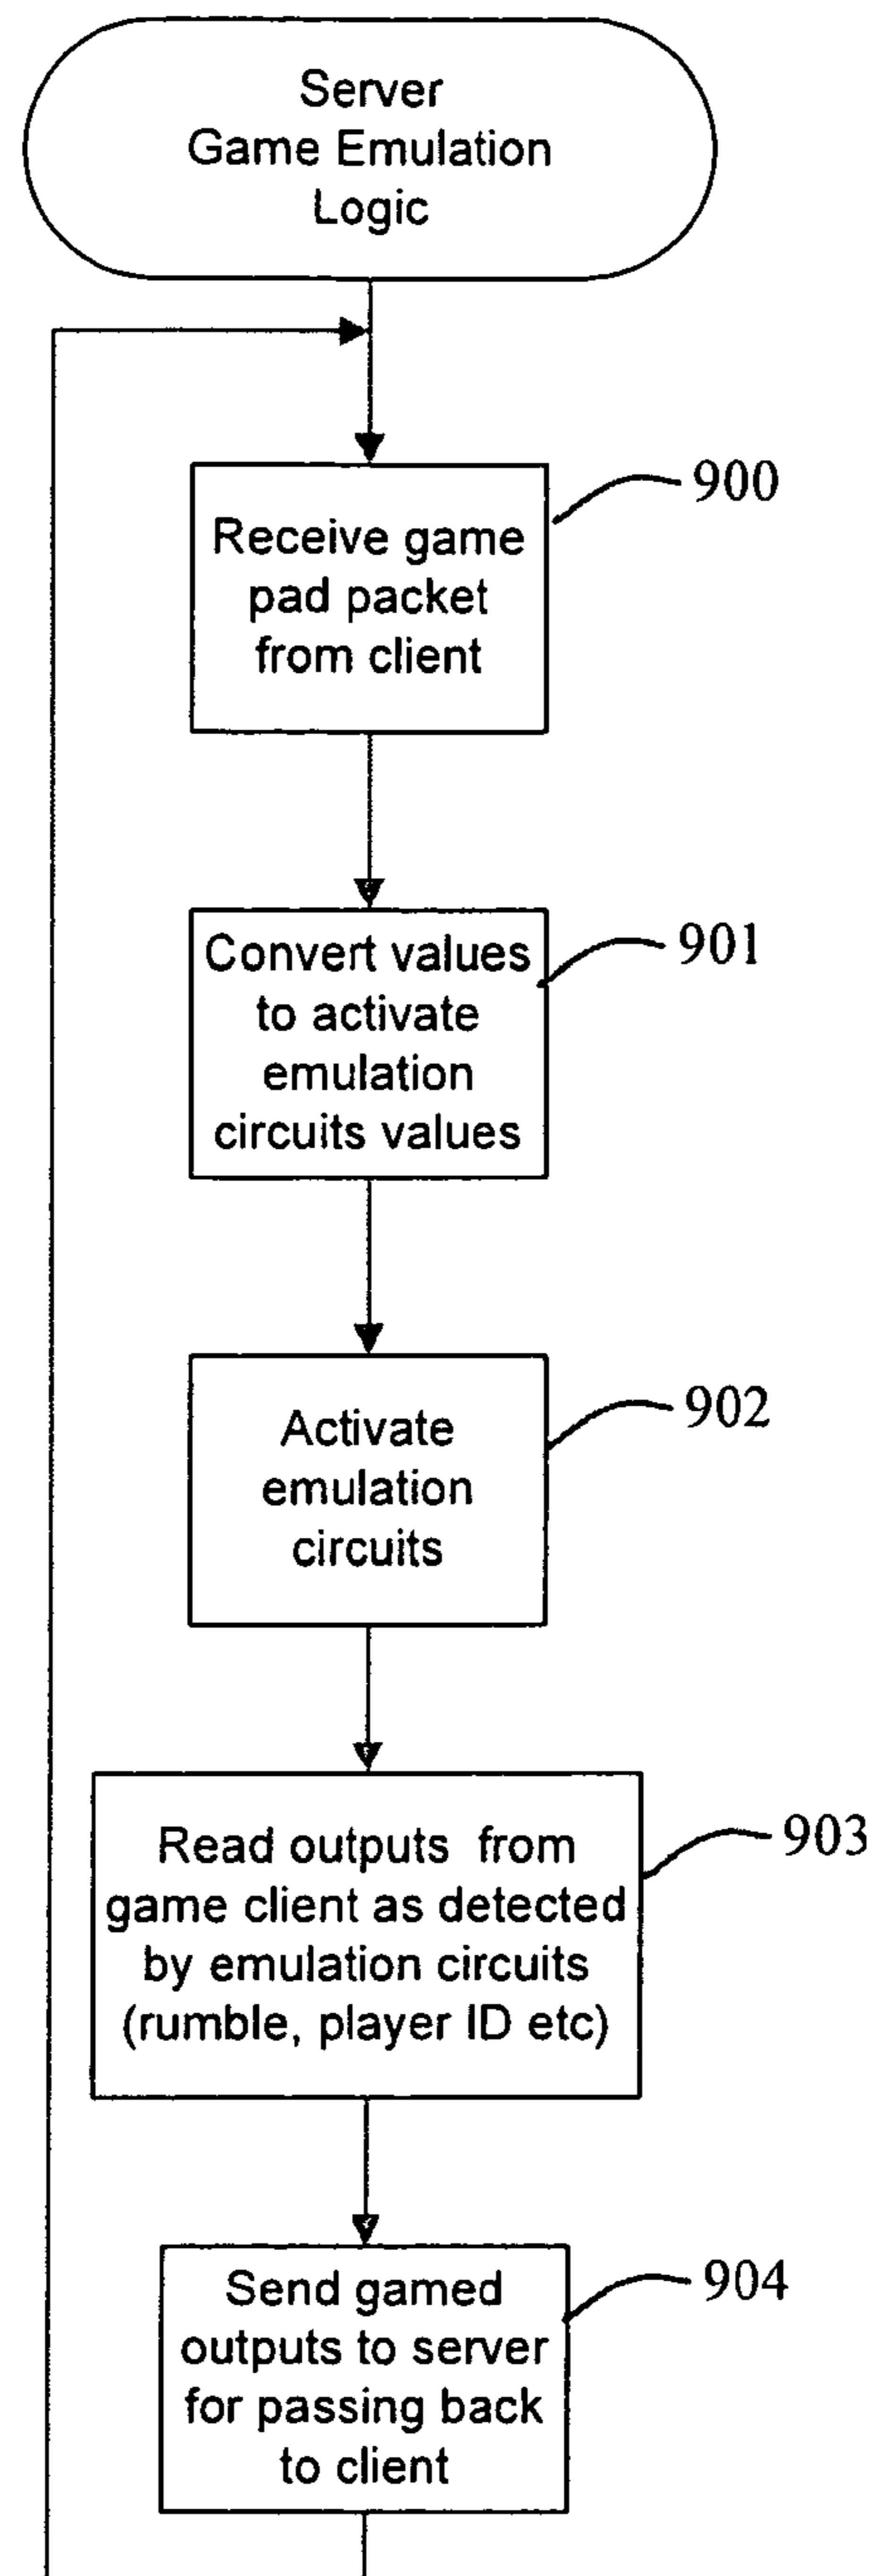 Server
Game Emulation
Logic
900
Receive game
pad packet
from client
901
Convert values
to activate
emulation
circuits values
902
Activate
emulation
circuits
903
Read outputs from
game client as detected
by emulation circuits
(rumble, player ID etc)
904
Send gamed
outputs to server
for passing back
to client